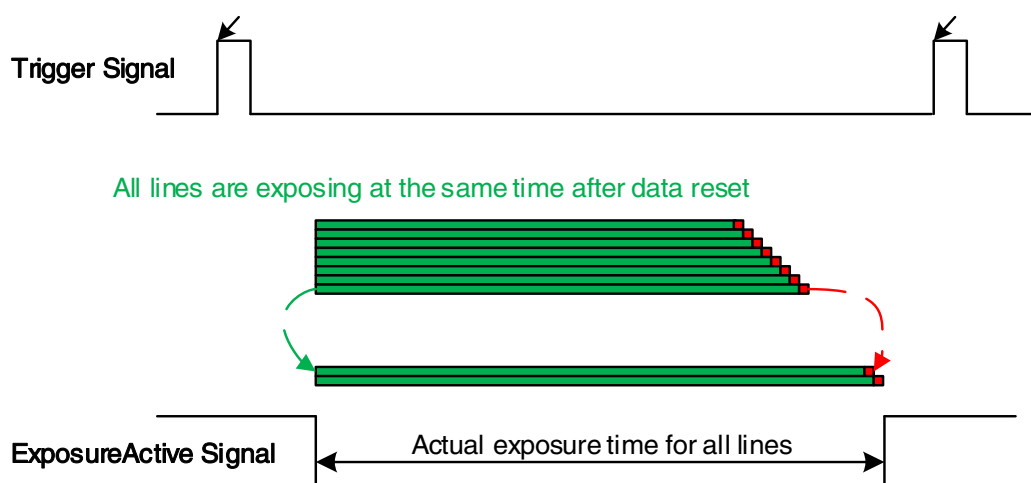 Trigger Signal
All lines are exposing at the same time after data reset
Actual exposure time for all lines
ExposureActive Signal